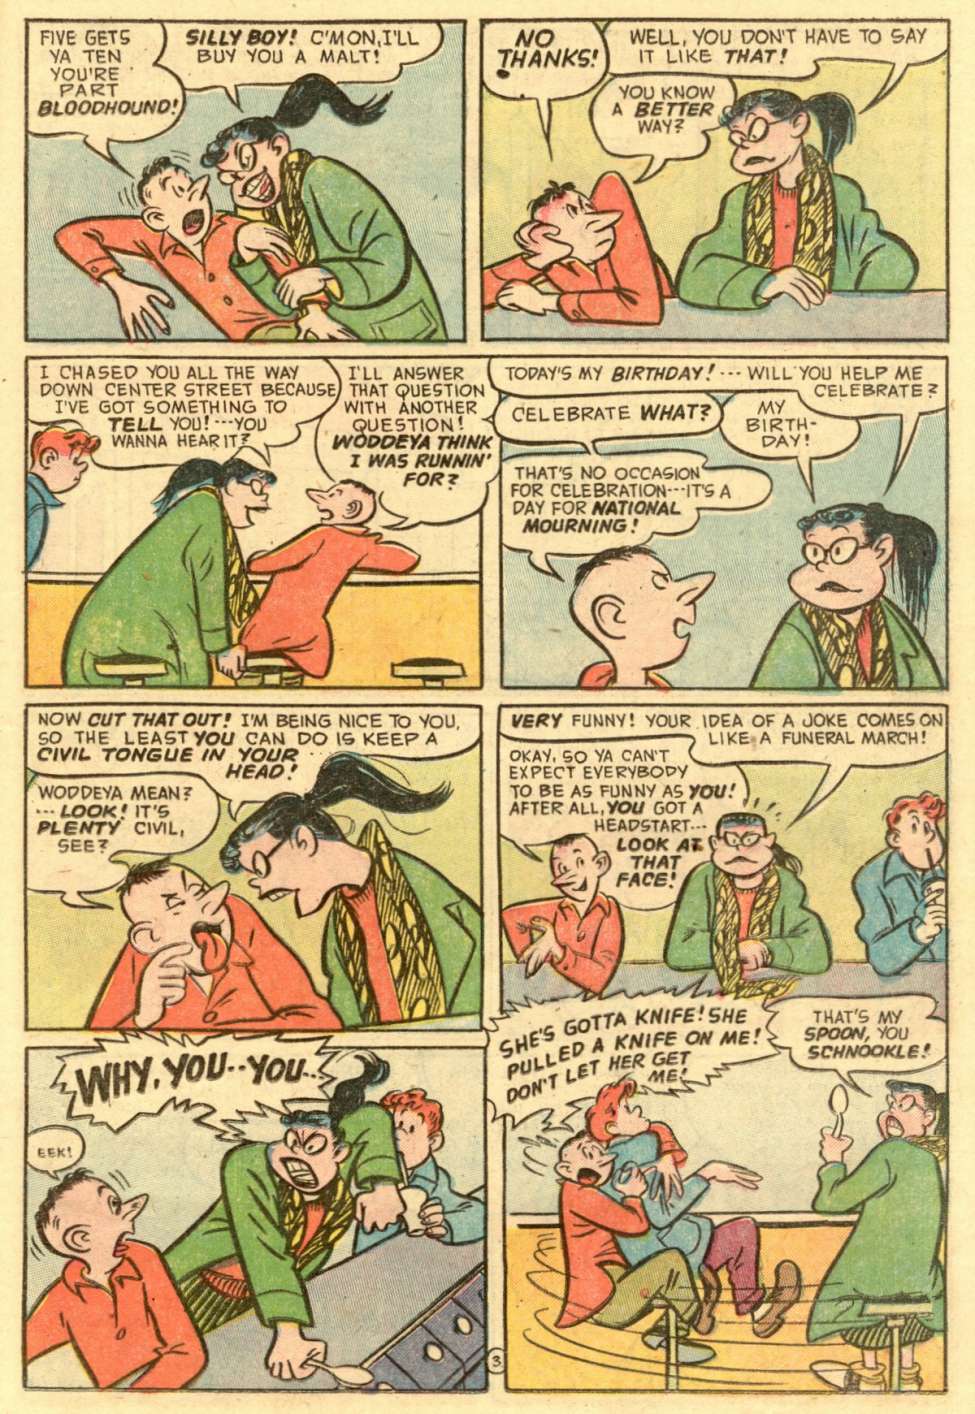 FIVE GETS
YA TEN
YOU'RE
PART
BLOODHOUND!
SILLY BOY! C'MON, I'LL
BUY YOU A MALT!
NO
THANKS!
WELL, YOU DON'T HAVE TO SAY
IT LIKE THAT!
YOU KNOW
A BETTER
WAY?
I CHASED YOU ALL THE WAY
DOWN CENTER STREET BECAUSE
I'VE GOT SOMETHING TO
TELL YOU!---YOU
WANNA HEAR IT?
I'LL ANSWER
THAT QUESTION
WITH ANOTHER
QUESTION!
WODDEYA THINK
I WAS RUNNIN'
FOR?
TODAY'S MY BIRTHDAY!--- WILL YOU HELP ME
CELEBRATE?
CELEBRATE WHAT?
MY
BIRTH-
DAY!
THAT'S NO OCCASION
FOR CELEBRATION---IT'S A
DAY FOR NATIONAL
MOURNING!
NOW CUT THAT OUT! I'M BEING NICE TO YOU,
SO THE LEAST YOU CAN DO IS KEEP A
CIVIL TONGUE IN YOUR
HEAD!
WODDEYA MEAN?
---LOOK! IT'S
PLENTY CIVIL,
SEE?
VERY FUNNY! YOUR IDEA OF A JOKE COMES ON
LIKE A FUNERAL MARCH!
OKAY, SO YA CAN'T
EXPECT EVERYBODY
TO BE AS FUNNY AS YOU!
AFTER ALL, YOU GOT A
HEADSTART---
LOOK AT
THAT
FACE!
WHY, YOU--YOU--
EEK!
SHE'S GOTTA KNIFE! SHE
PULLED A KNIFE ON ME!
DON'T LET HER GET
ME!
THAT'S MY
SPOON, YOU
SCHNOOKLE!
3